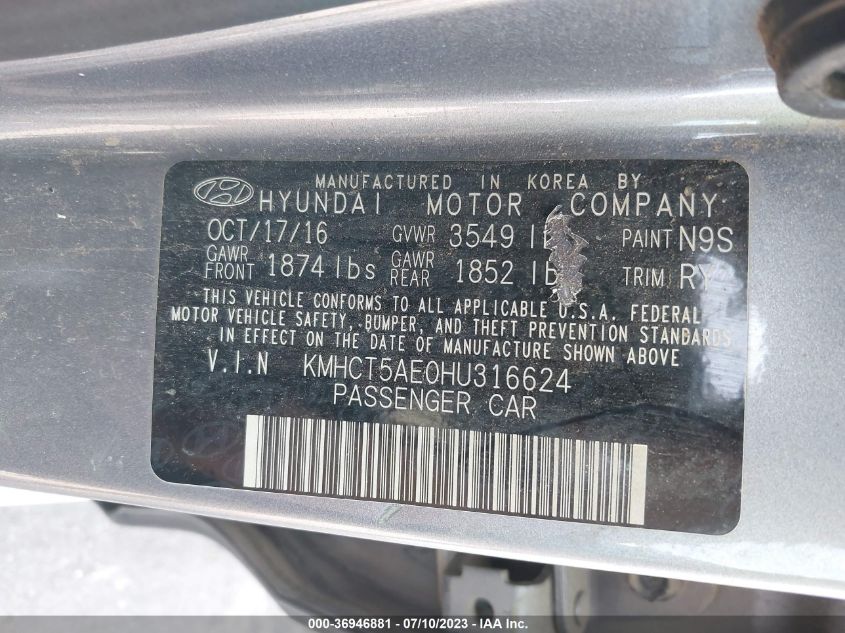 MANUFACTURED IN KOREA BY
HYUNDAI MOTOR COMPANY
OCT/17/16 GVWR 3549 PAINT N9S
GAWR FRONT 1874 lbs GAWR REAR 1852 TRIM RY
THIS VEHICLE CONFORMS TO ALL APPLICABLE U.S.A. FEDERAL
MOTOR VEHICLE SAFETY, BUMPER, AND THEFT PREVENTION STANDARDS
IN EFFECT ON THE DATE OF MANUFACTURE SHOWN ABOVE
V.I.N KMHCT5AE0HU316624
PASSENGER CAR
000-36946881 - 07/10/2023 - IAA Inc.